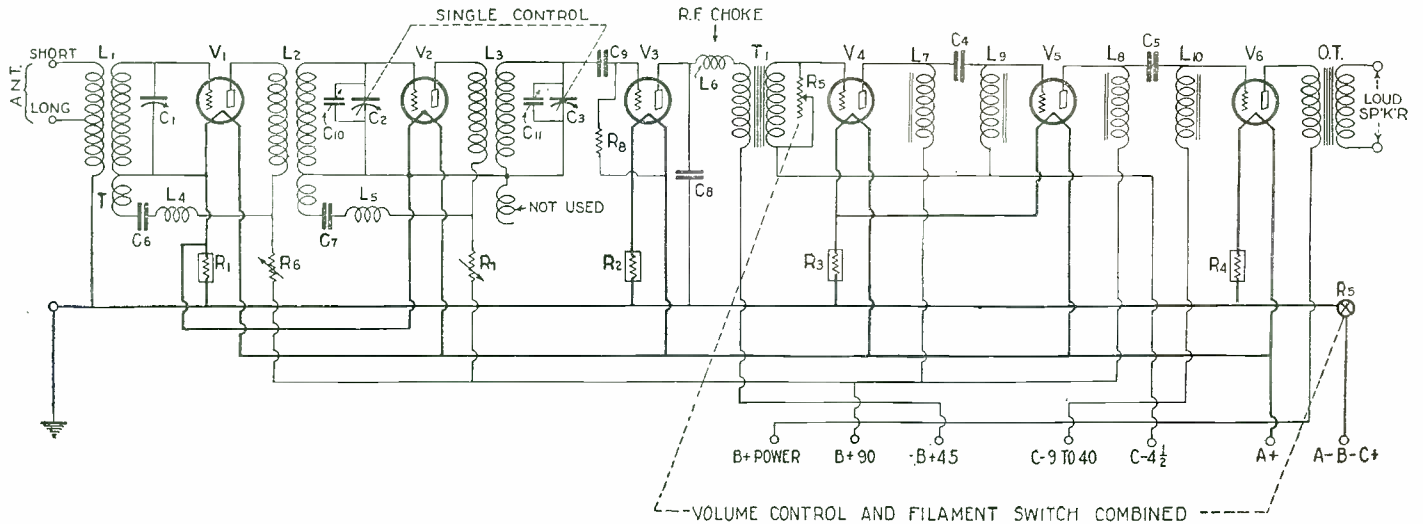 SINGLE CONTROL
R.F. CHOKE
SHORT
LONG
ANT.
L1
V1
L2
V2
L3
C9
V3
L6
T1
V4
L7
C4
L9
V5
L8
C5
L10
V6
O.T.
C1
C10
C2
C11
C3
R8
R5
LOUD
SP'K'R
T
L4
C6
L5
C7
NOT USED
C8
R1
R6
R7
R2
R3
R4
R5
B+POWER
B+90
-B+45
C-9 TO 40
C-4½
A+
A-B-C+
VOLUME CONTROL AND FILAMENT SWITCH COMBINED